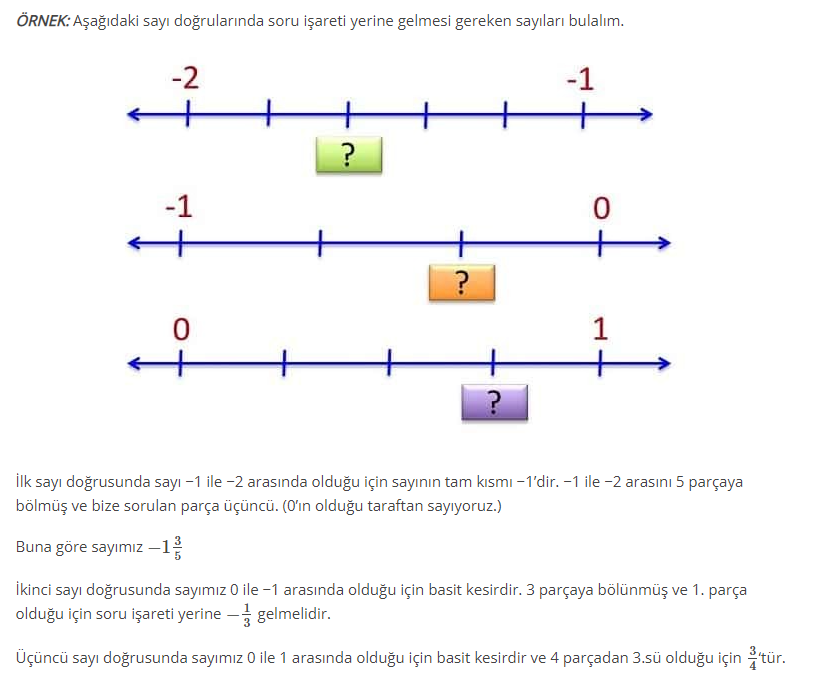 ÖRNEK: Aşağıdaki sayı doğrularında soru işareti yerine gelmesi gereken sayıları bulalım.
-2 -1
?
-1 0
?
0 1
?
İlk sayı doğrusunda sayı −1 ile −2 arasında olduğu için sayının tam kısmı −1'dir. −1 ile −2 arasını 5 parçaya
bölmüş ve bize sorulan parça üçüncü. (0'ın olduğu taraftan sayıyoruz.)
Buna göre sayımız −1 3/5
İkinci sayı doğrusunda sayımız 0 ile −1 arasında olduğu için basit kesirdir. 3 parçaya bölünmüş ve 1. parça
olduğu için soru işareti yerine −1/3 gelmelidir.
Üçüncü sayı doğrusunda sayımız 0 ile 1 arasında olduğu için basit kesirdir ve 4 parçadan 3.sü olduğu için 3/4'tür.